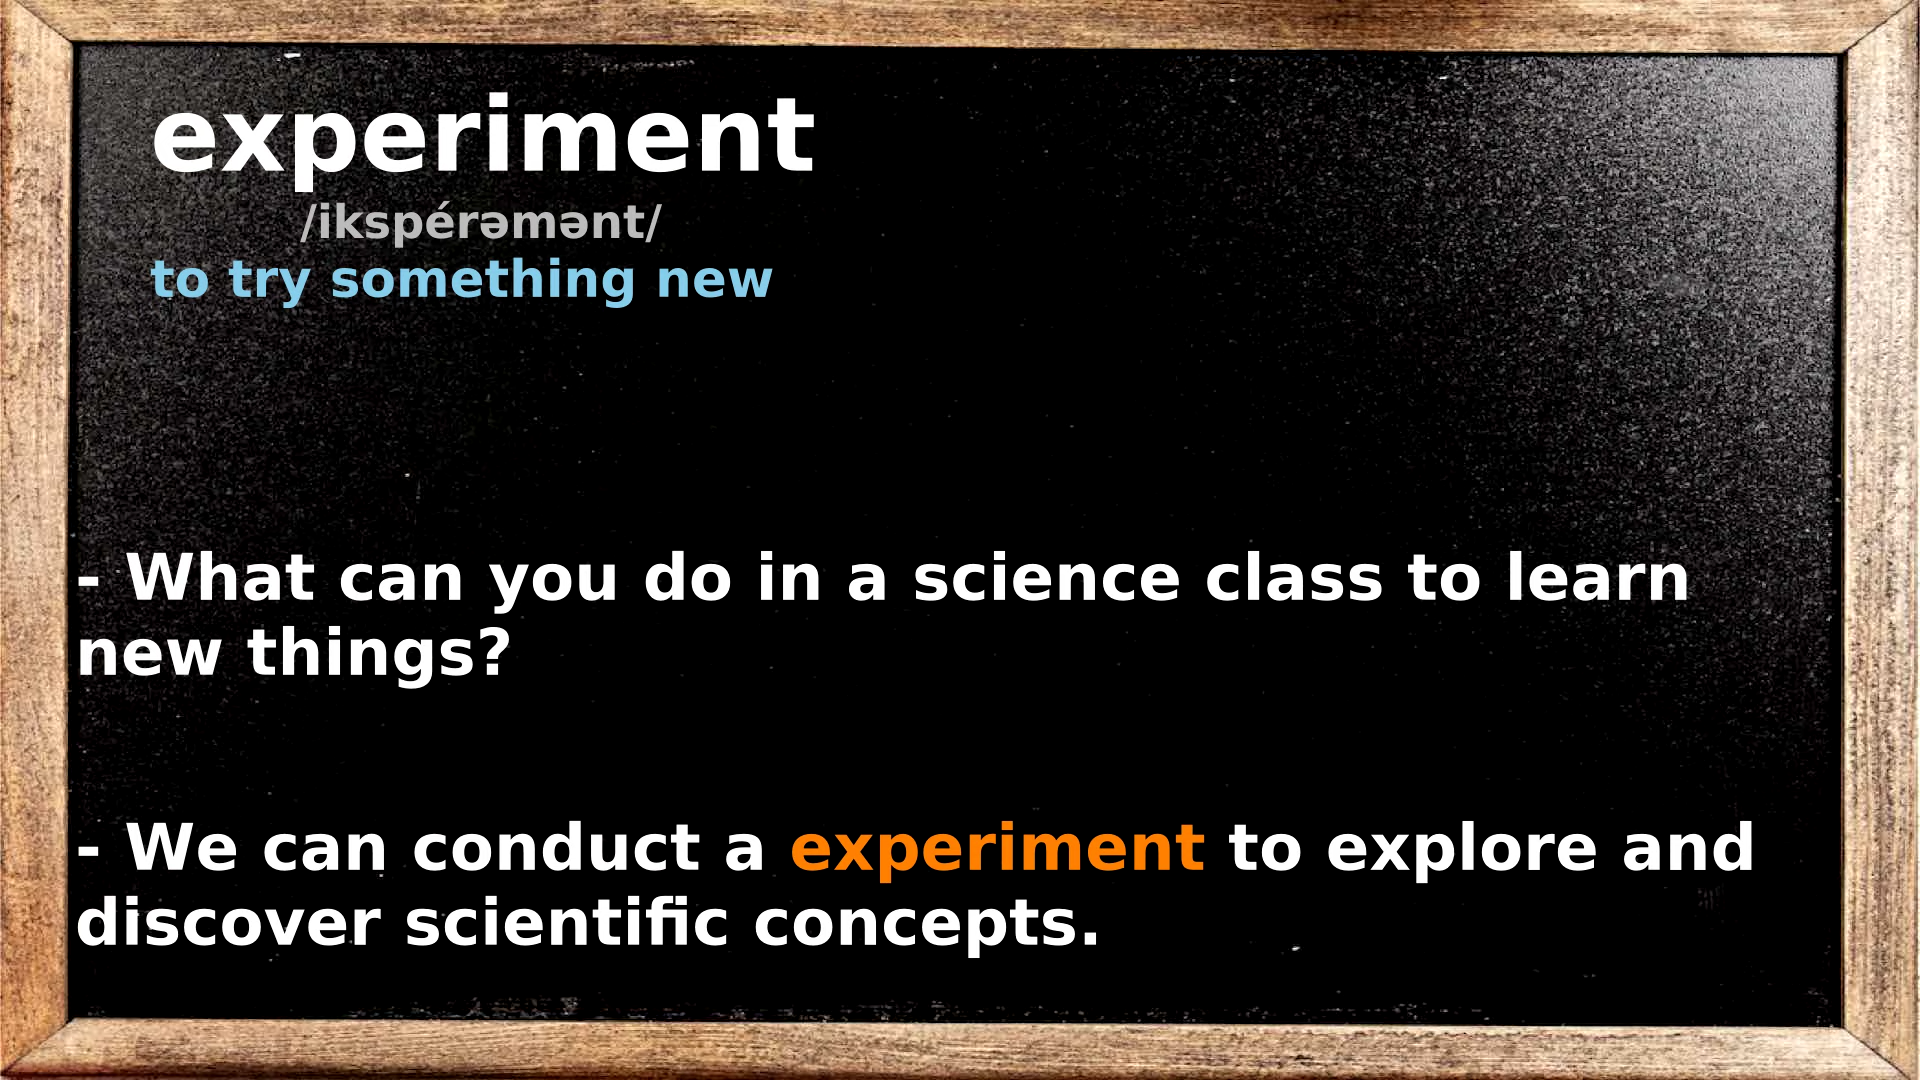 experiment
/ikspérəmənt/
to try something new
- What can you do in a science class to learn
new things?
- We can conduct a experiment to explore and
discover scientific concepts.